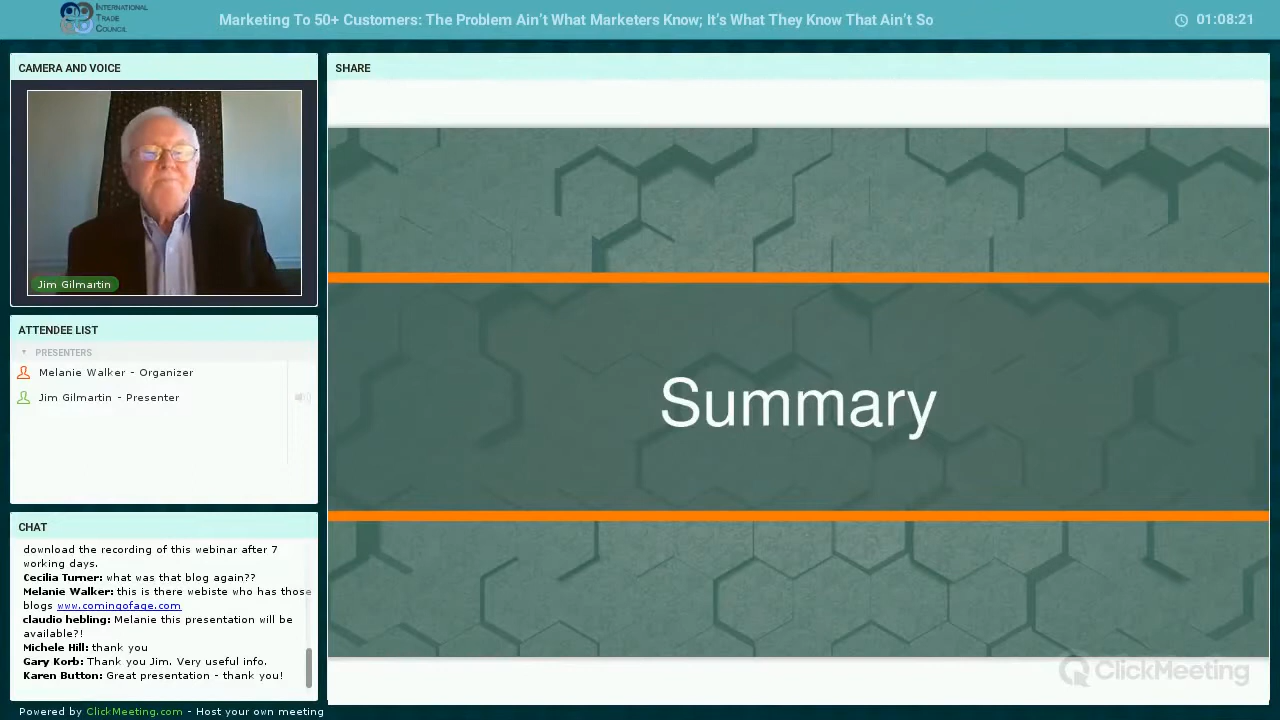 INTERNATIONAL
TRADE
COUNCIL
Marketing To 50+ Customers: The Problem Ain't What Marketers Know; It's What They Know That Ain't So
01:08:21
CAMERA AND VOICE
Jim Gilmartin
ATTENDEE LIST
PRESENTERS
Melanie Walker - Organizer
Jim Gilmartin - Presenter
CHAT
download the recording of this webinar after 7
working days.
Cecilia Turner: what was that blog again??
Melanie Walker: this is there webiste who has those
blogs www.comingofage.com
claudio hebling: Melanie this presentation will be
available?!
Michele Hill: thank you
Gary Korb: Thank you Jim. Very useful info.
Karen Button: Great presentation - thank you!
Powered by ClickMeeting.com - Host your own meeting
SHARE
Summary
ClickMeeting